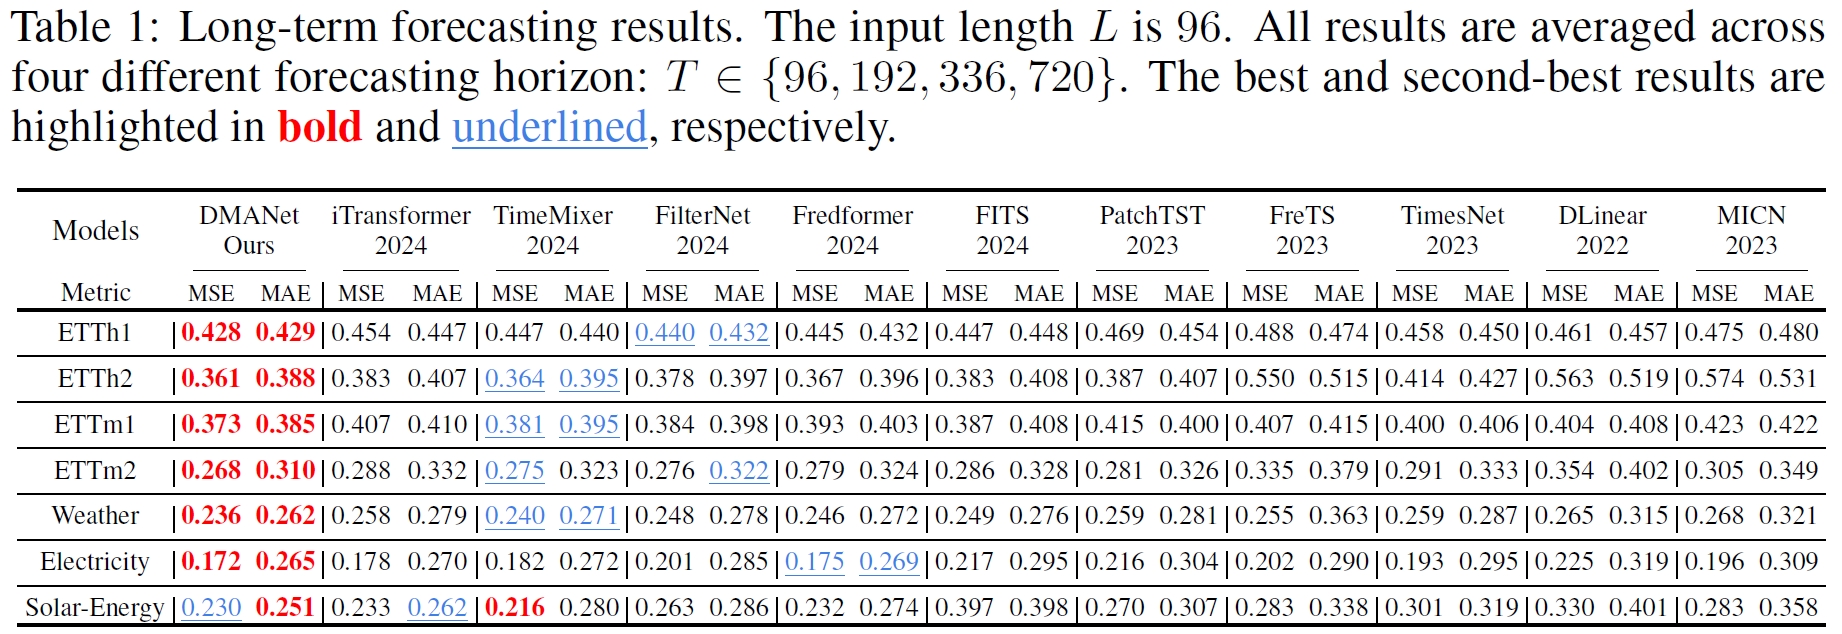 Table 1: Long-term forecasting results. The input length L is 96. All results are averaged across
four different forecasting horizon: T ∈ {96, 192, 336, 720}. The best and second-best results are
highlighted in bold and underlined, respectively.
Models DMANet iTransformer TimeMixer FilterNet Fredformer FITS PatchTST FreTS TimesNet DLinear MICN
Ours 2024 2024 2024 2024 2024 2023 2023 2023 2022 2023
Metric MSE MAE MSE MAE MSE MAE MSE MAE MSE MAE MSE MAE MSE MAE MSE MAE MSE MAE MSE MAE MSE MAE
ETTh1 0.428 0.429 0.454 0.447 0.447 0.440 0.440 0.432 0.445 0.432 0.447 0.448 0.469 0.454 0.488 0.474 0.458 0.450 0.461 0.457 0.475 0.480
ETTh2 0.361 0.388 0.383 0.407 0.364 0.395 0.378 0.397 0.367 0.396 0.383 0.408 0.387 0.407 0.550 0.515 0.414 0.427 0.563 0.519 0.574 0.531
ETTm1 0.373 0.385 0.407 0.410 0.381 0.395 0.384 0.398 0.393 0.403 0.387 0.408 0.415 0.400 0.407 0.415 0.400 0.406 0.404 0.408 0.423 0.422
ETTm2 0.268 0.310 0.288 0.332 0.275 0.323 0.276 0.322 0.279 0.324 0.286 0.328 0.281 0.326 0.335 0.379 0.291 0.333 0.354 0.402 0.305 0.349
Weather 0.236 0.262 0.258 0.279 0.240 0.271 0.248 0.278 0.246 0.272 0.249 0.276 0.259 0.281 0.255 0.363 0.259 0.287 0.265 0.315 0.268 0.321
Electricity 0.172 0.265 0.178 0.270 0.182 0.272 0.201 0.285 0.175 0.269 0.217 0.295 0.216 0.304 0.202 0.290 0.193 0.295 0.225 0.319 0.196 0.309
Solar-Energy 0.230 0.251 0.233 0.262 0.216 0.280 0.263 0.286 0.232 0.274 0.397 0.398 0.270 0.307 0.283 0.338 0.301 0.319 0.330 0.401 0.283 0.358